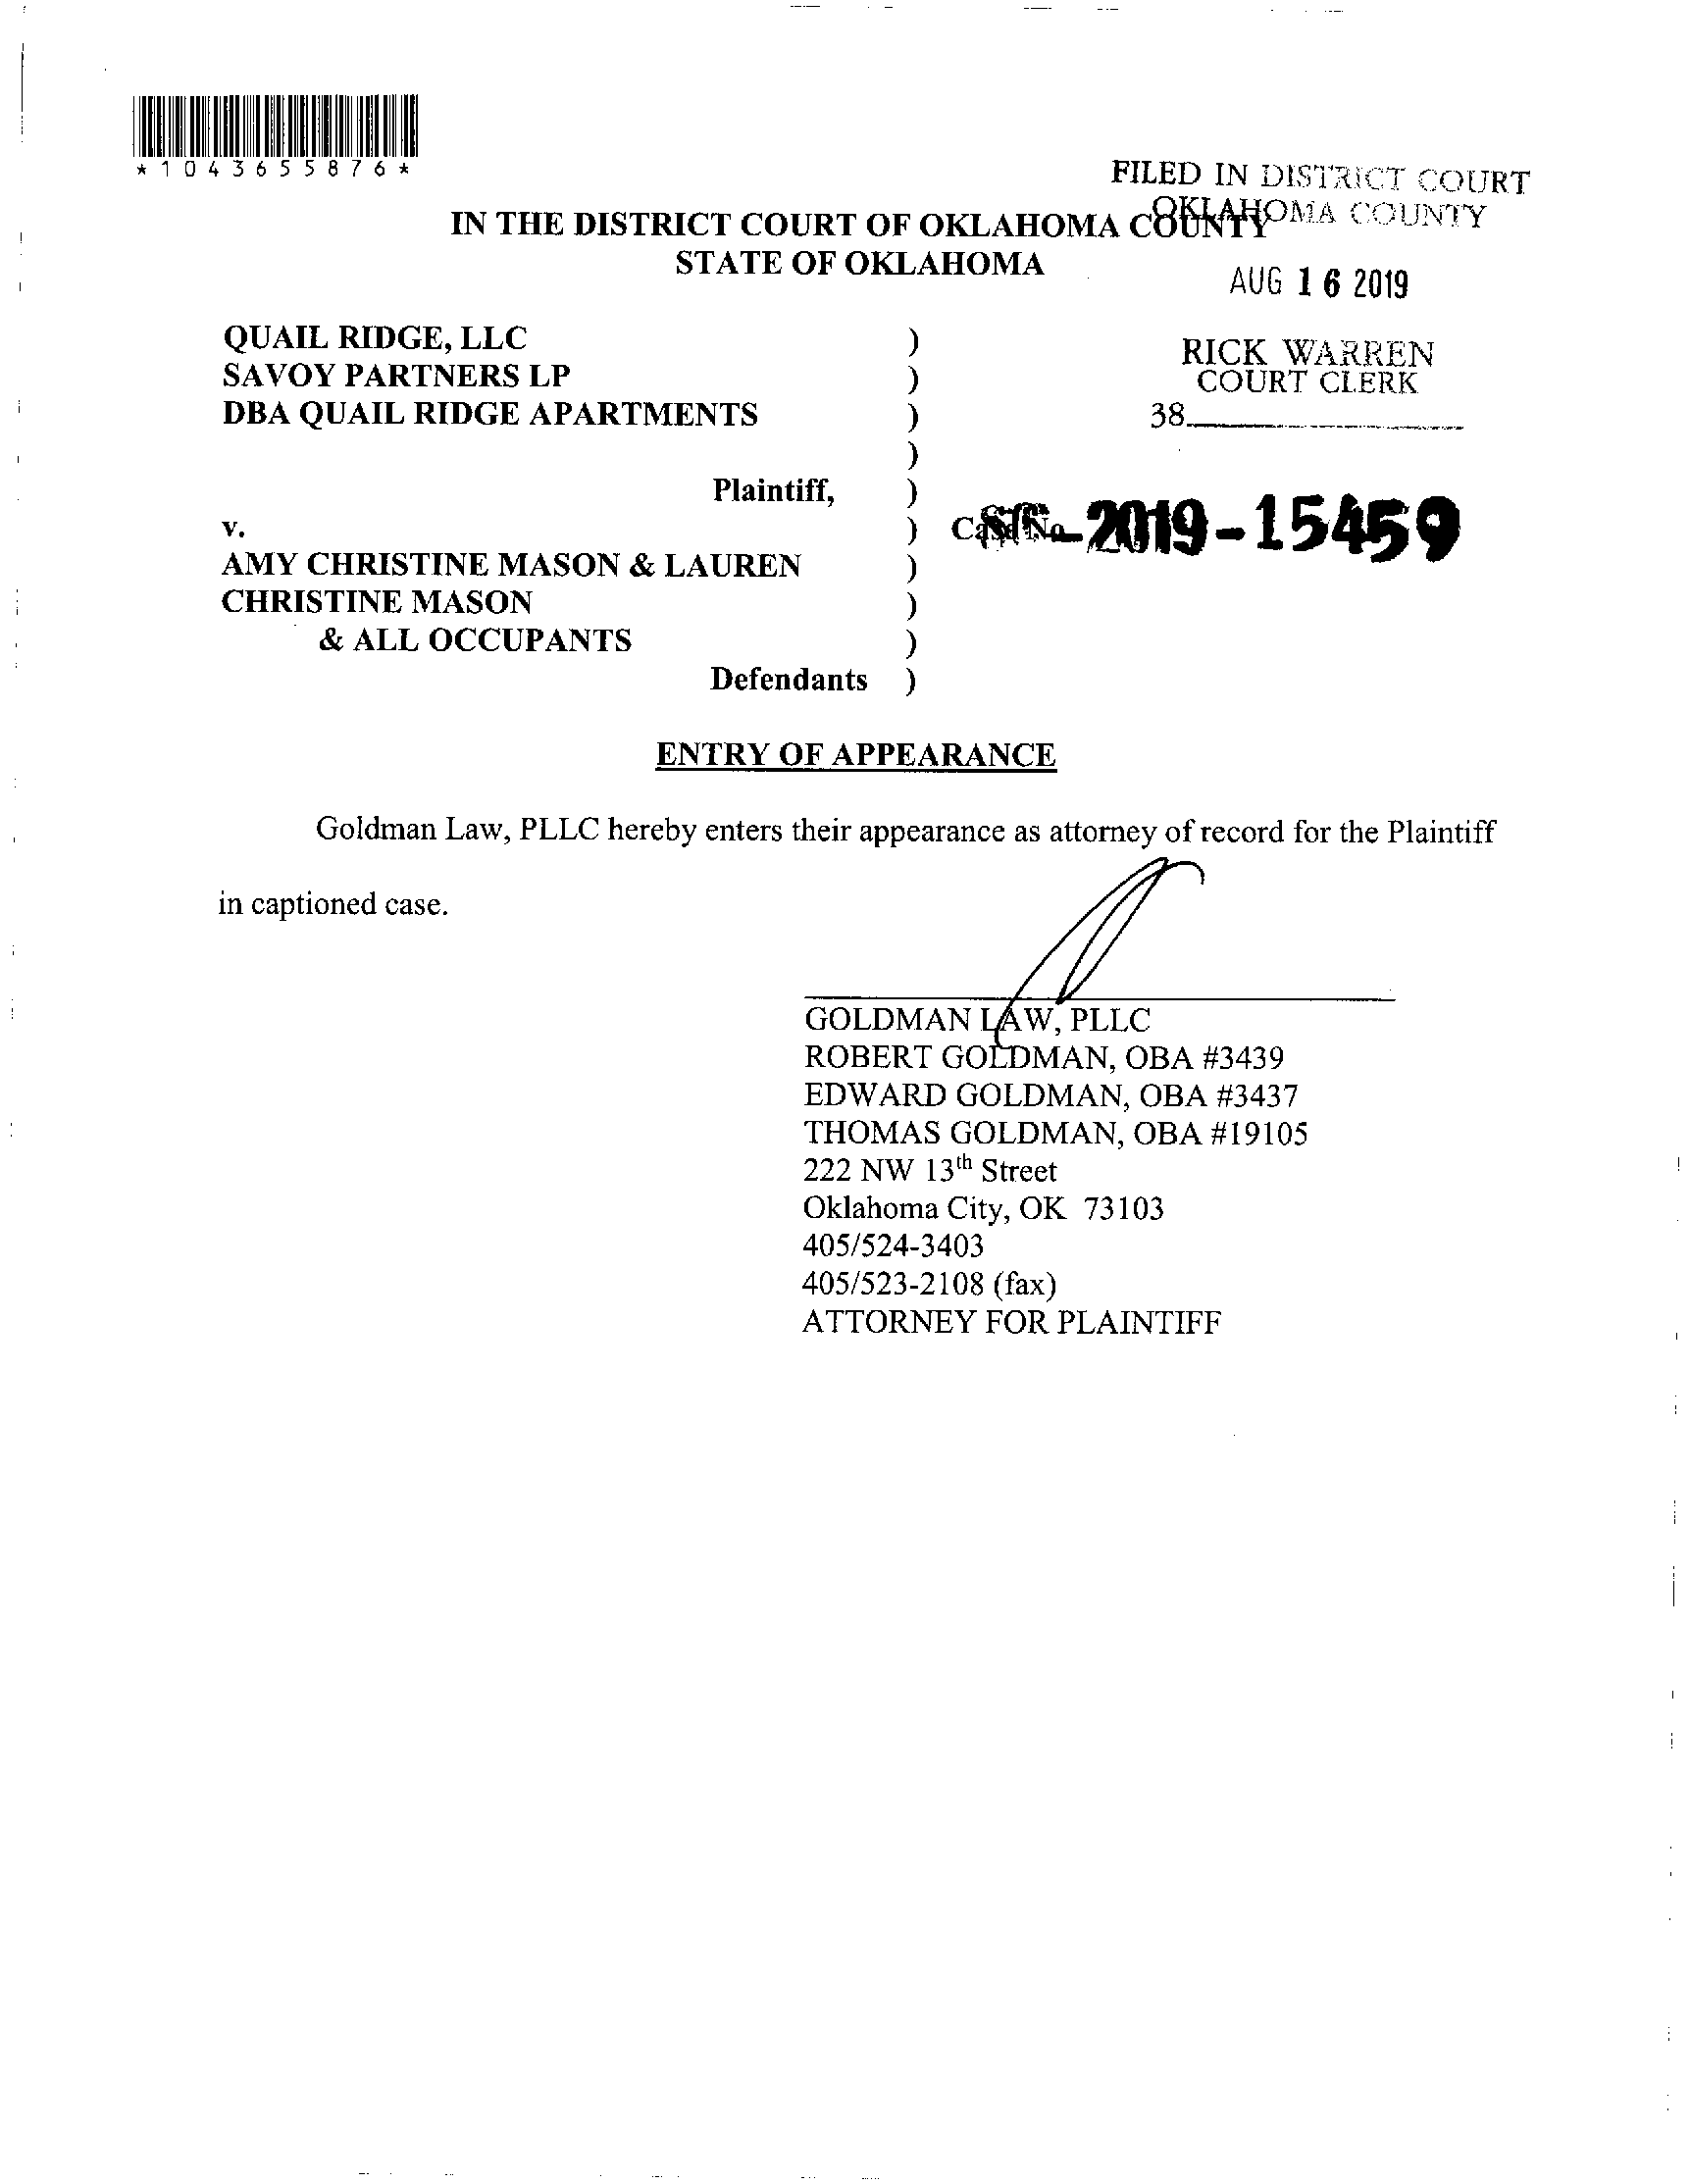 *1043655876*
FILED IN DISTRICT COURT
OKLAHOMA COUNTY
IN THE DISTRICT COURT OF OKLAHOMA COUNTY
STATE OF OKLAHOMA
AUG 16 2019
QUAIL RIDGE, LLC )
SAVOY PARTNERS LP )
DBA QUAIL RIDGE APARTMENTS )
)
RICK WARREN
COURT CLERK
38
Plaintiff, )
v. ) Case No. 2019-15459
AMY CHRISTINE MASON & LAUREN )
CHRISTINE MASON )
& ALL OCCUPANTS )
Defendants )
ENTRY OF APPEARANCE
Goldman Law, PLLC hereby enters their appearance as attorney of record for the Plaintiff
in captioned case.
GOLDMAN LAW, PLLC
ROBERT GOLDMAN, OBA #3439
EDWARD GOLDMAN, OBA #3437
THOMAS GOLDMAN, OBA #19105
222 NW 13th Street
Oklahoma City, OK 73103
405/524-3403
405/523-2108 (fax)
ATTORNEY FOR PLAINTIFF